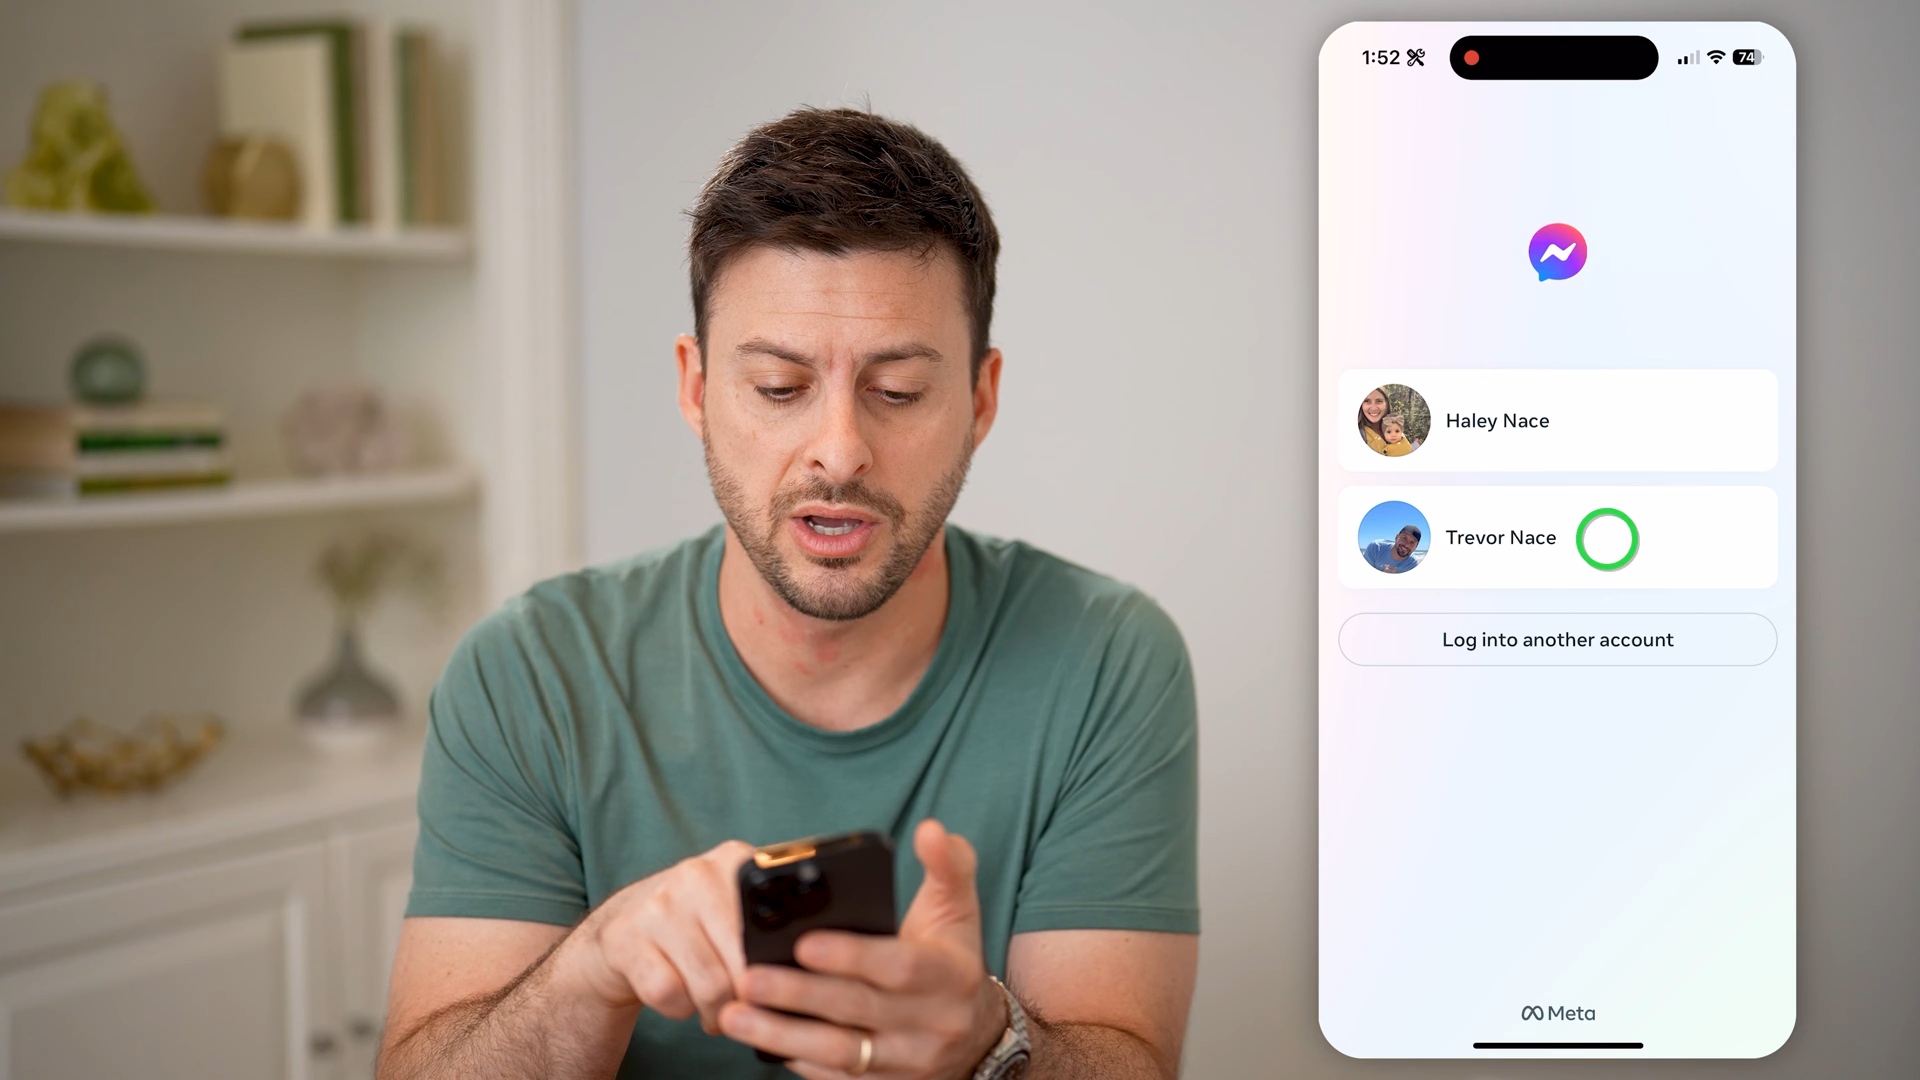 1:52
74
Haley Nace
Trevor Nace
Log into another account
Meta